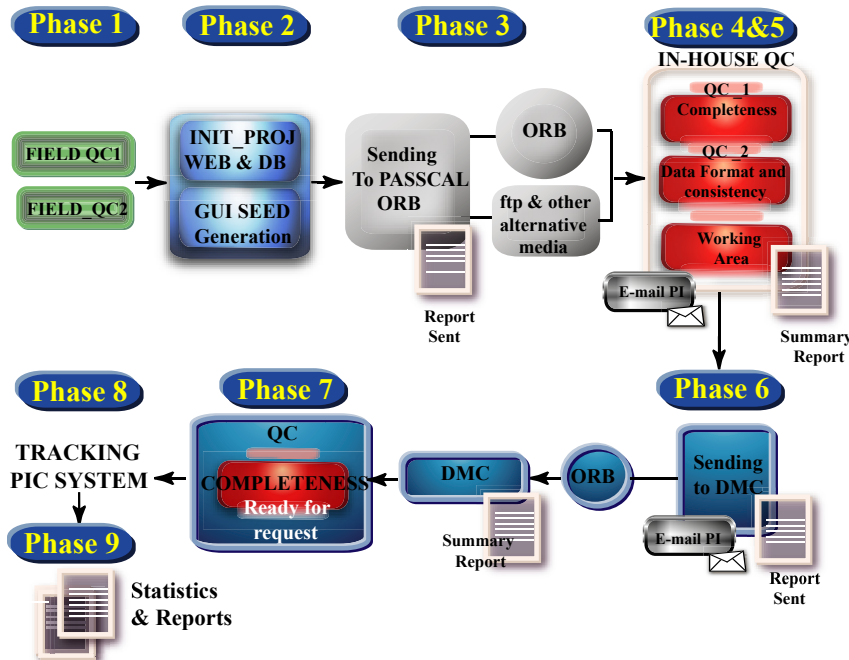 Phase 1
Phase 2
Phase 3
Phase 4&5
IN-HOUSE QC
FIELD QC1
FIELD_QC2
INIT_PROJ
WEB & DB
GUI SEED
Generation
Sending
To PASSCAL
ORB
Report
Sent
ORB
ftp & other
alternative
media
QC_1
Completeness
QC_2
Data Format and
consistency
Working
Area
E-mail PI
Summary
Report
Phase 8
Phase 7
Phase 6
TRACKING
PIC SYSTEM
QC
COMPLETENESS
Ready for
request
DMC
Summary
Report
ORB
Sending
to DMC
E-mail PI
Report
Sent
Phase 9
Statistics
& Reports